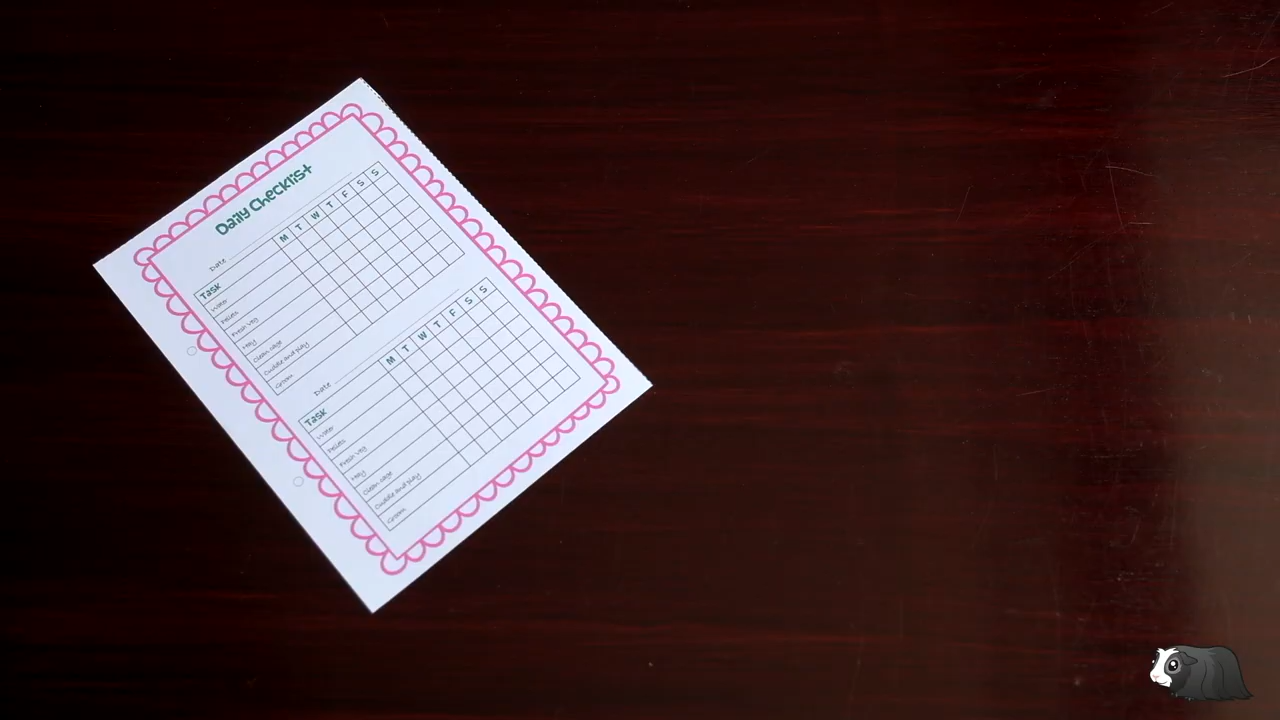 Daily Checklist
Date
Task M T W T F S S
Water
Pellets
Fresh Veg
Hay
Clean cage
Cuddle and play
Groom
Date
Task M T W T F S S
Water
Pellets
Fresh Veg
Hay
Clean cage
Cuddle and play
Groom